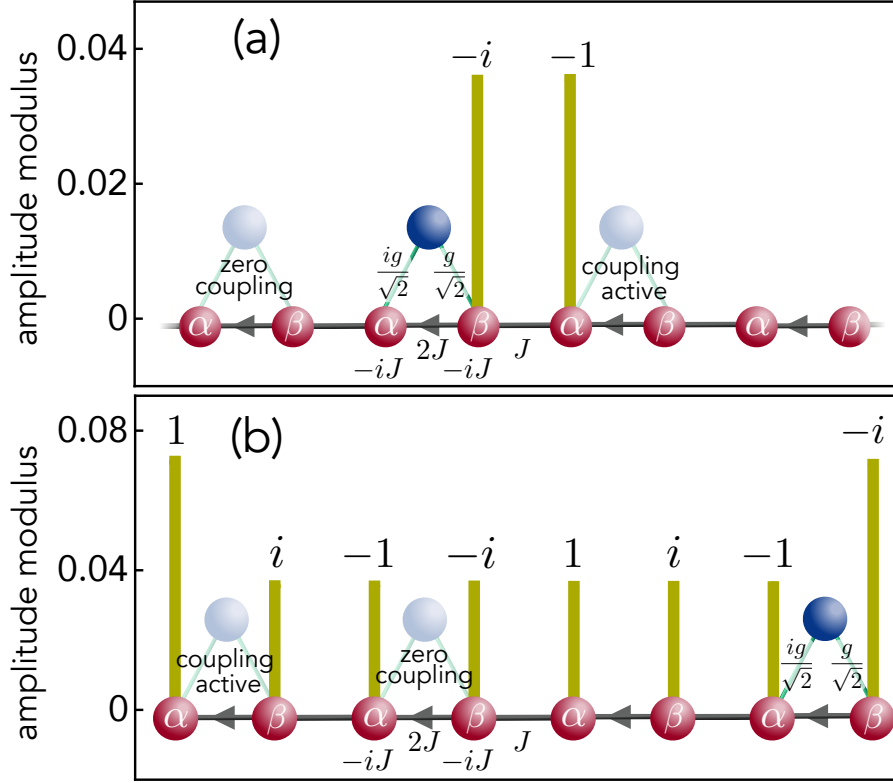 (a)
amplitude modulus
0.04
0.02
0
−i −1
zero
coupling
ig/√2 g/√2
coupling
active
α β α β α β α β
2J J
−iJ −iJ
(b)
amplitude modulus
0.08
0.04
0
1 i −1 −i 1 i −1 −i
coupling
active
zero
coupling
ig/√2 g/√2
α β α β α β α β
2J J
−iJ −iJ